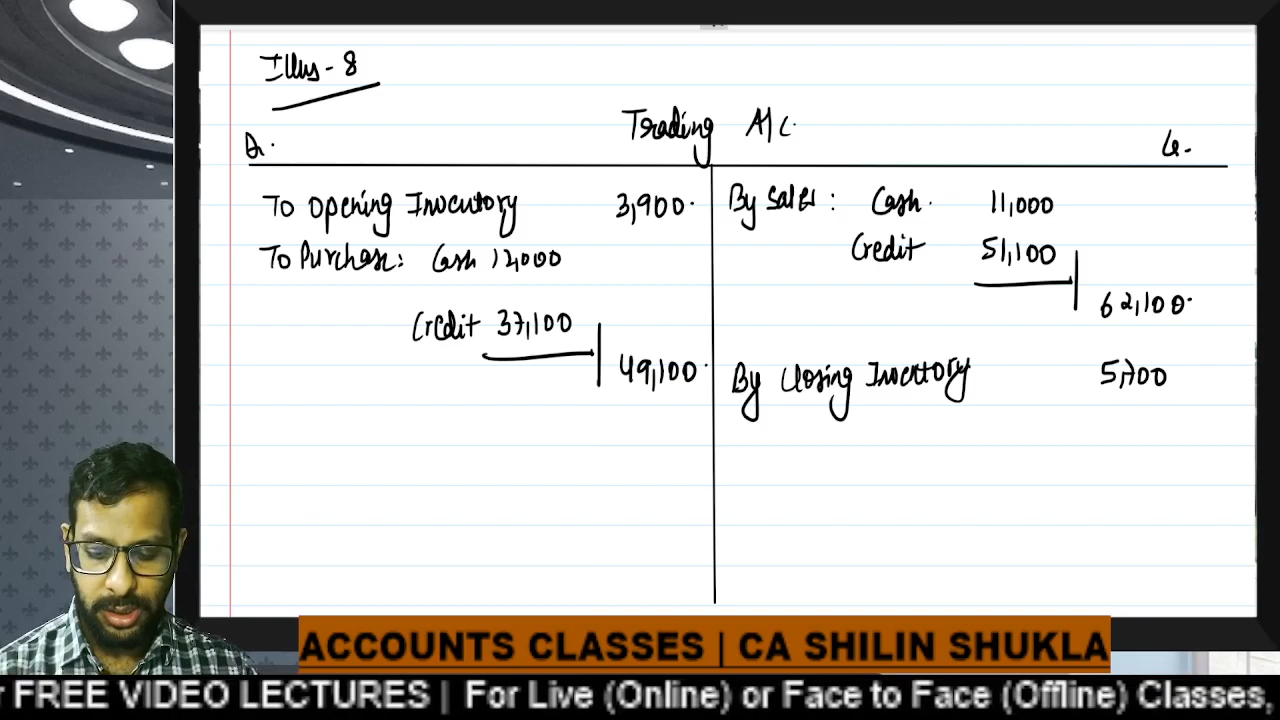 Illus - 8
Trading A/C.
Dr. Cr.
To Opening Inventory 3,900.
To Purchase: Cash 12,000
Credit 37,100
49,100.
By Sales : Cash. 11,000
Credit 51,100
62,100.
By Closing Inventory 5,700
ACCOUNTS CLASSES | CA SHILIN SHUKLA
FREE VIDEO LECTURES | For Live (Online) or Face to Face (Offline) Classes,